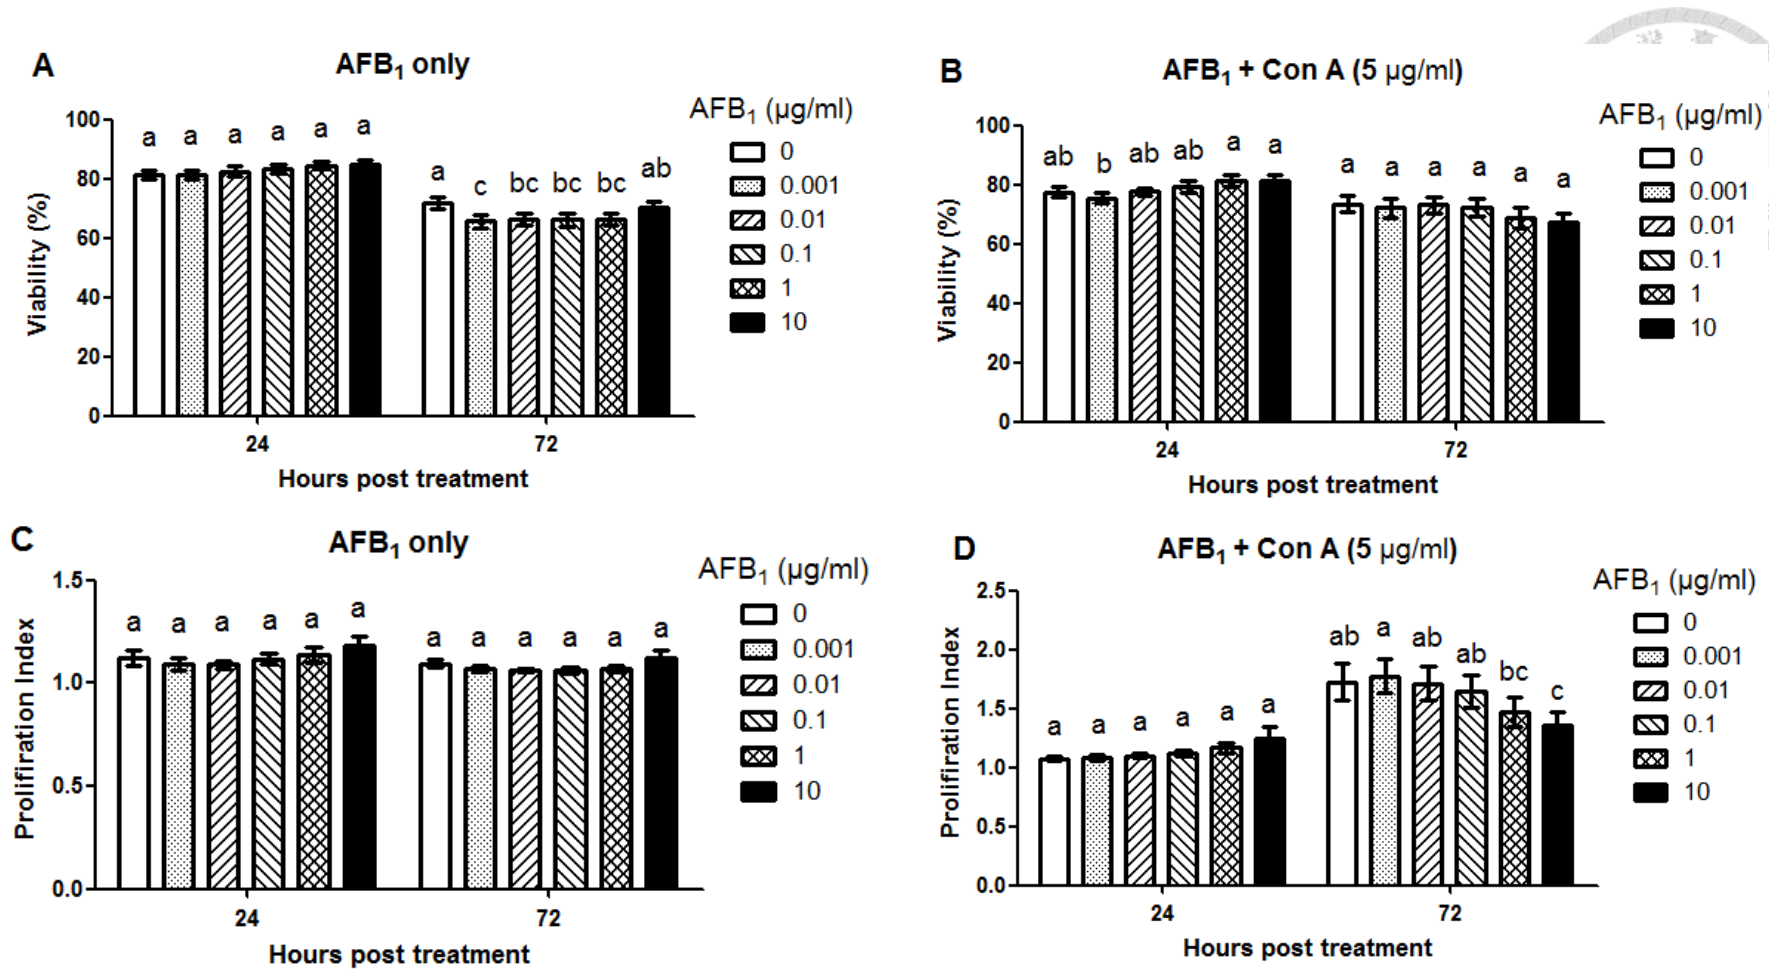 A
AFB₁ only
AFB₁ (µg/ml)
0
0.001
0.01
0.1
1
10
Viability (%)
100
80
60
40
20
0
a a a a a a
a c bc bc bc ab
24 72
Hours post treatment
B
AFB₁ + Con A (5 µg/ml)
AFB₁ (µg/ml)
0
0.001
0.01
0.1
1
10
Viability (%)
100
80
60
40
20
0
ab b ab ab a a
a a a a a a
24 72
Hours post treatment
C
AFB₁ only
AFB₁ (µg/ml)
0
0.001
0.01
0.1
1
10
Prolifiration Index
1.5
1.0
0.5
0.0
a a a a a a
a a a a a a
24 72
Hours post treatment
D
AFB₁ + Con A (5 µg/ml)
AFB₁ (µg/ml)
0
0.001
0.01
0.1
1
10
Prolifiration Index
2.5
2.0
1.5
1.0
0.5
0.0
a a a a a a
ab a ab ab bc c
24 72
Hours post treatment